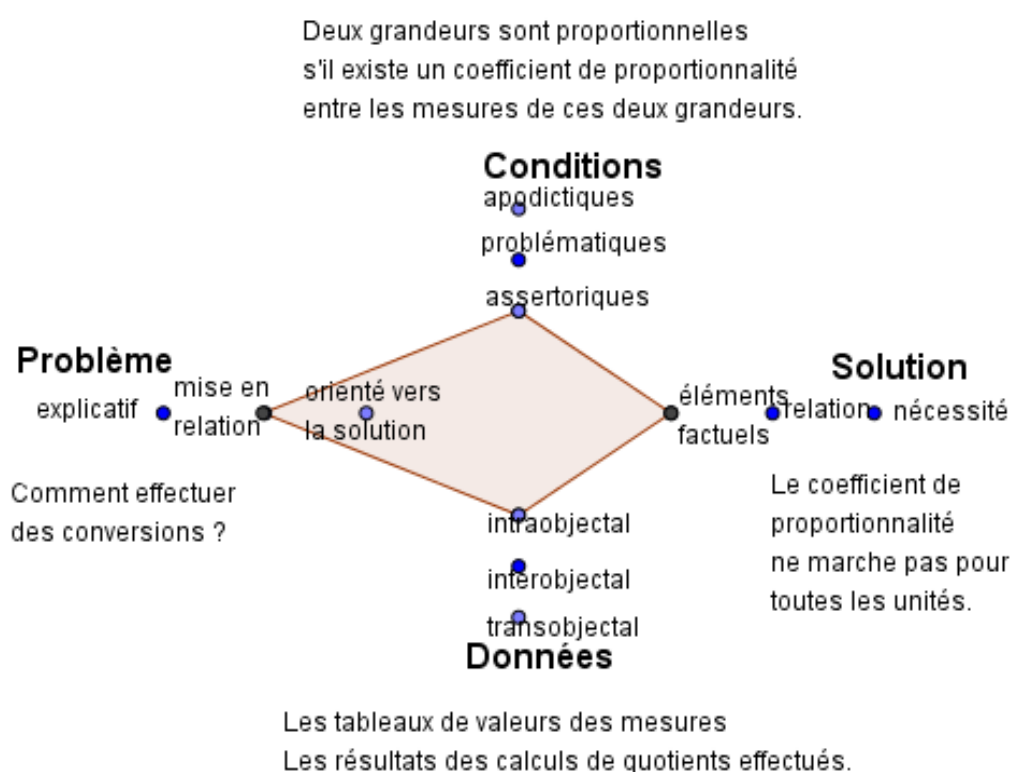 Deux grandeurs sont proportionnelles
s'il existe un coefficient de proportionnalité
entre les mesures de ces deux grandeurs.
Conditions
apodictiques
problématiques
assertoriques
Problème
explicatif
mise en
relation
orienté vers
la solution
Solution
éléments
factuels
relation
nécessité
Comment effectuer
des conversions ?
Le coefficient de
proportionnalité
ne marche pas pour
toutes les unités.
intraobjectal
interobjectal
transobjectal
Données
Les tableaux de valeurs des mesures
Les résultats des calculs de quotients effectués.